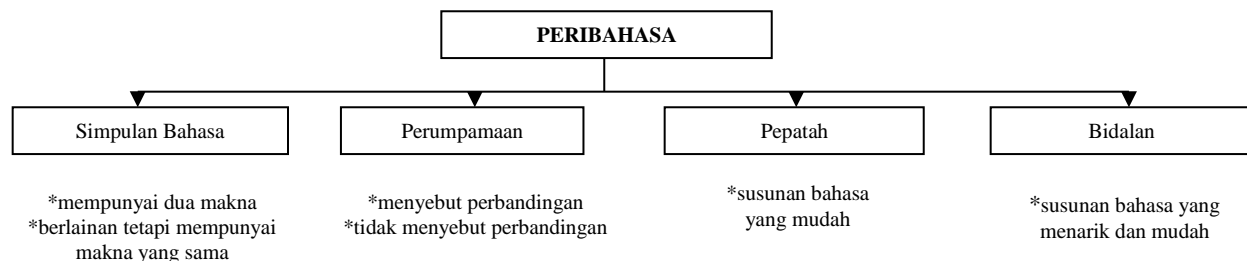 PERIBAHASA
Simpulan Bahasa
Perumpamaan
Pepatah
Bidalan
*mempunyai dua makna
*berlainan tetapi mempunyai
makna yang sama
*menyebut perbandingan
*tidak menyebut perbandingan
*susunan bahasa
yang mudah
*susunan bahasa yang
menarik dan mudah